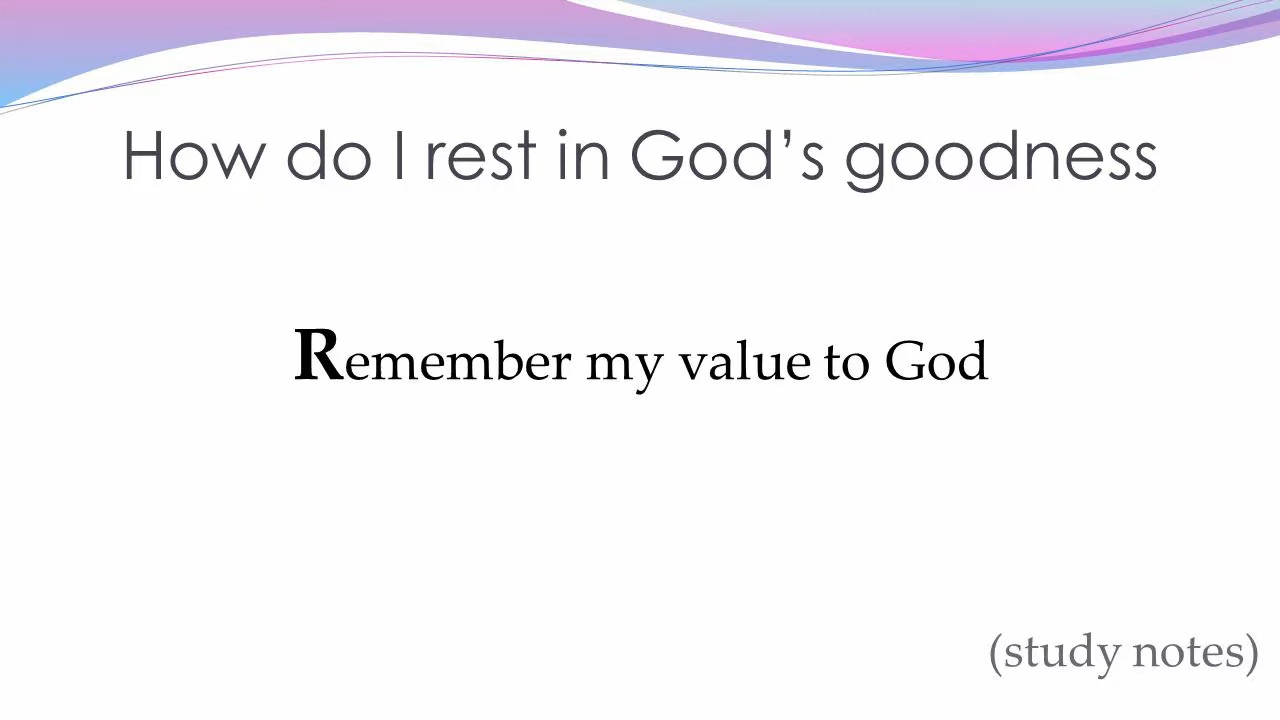 How do I rest in God’s goodness
Remember my value to God
(study notes)